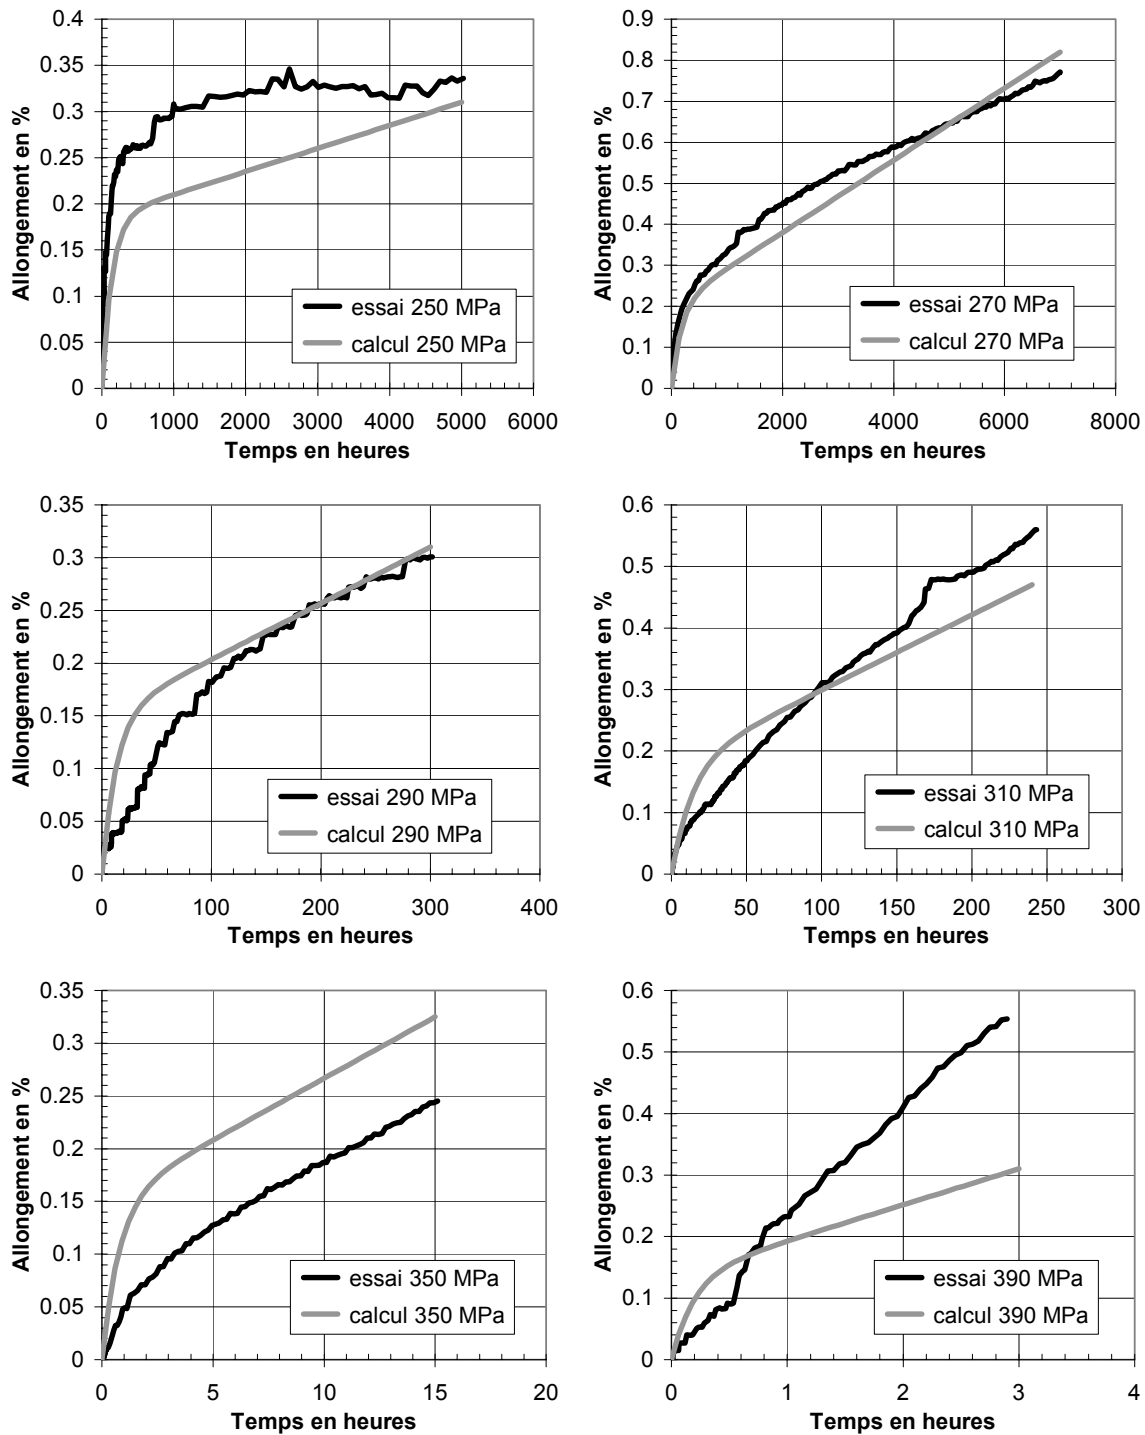 0.4
0.35
0.3
0.25
0.2
0.15
0.1
0.05
0
Allongement en %
essai 250 MPa
calcul 250 MPa
0 1000 2000 3000 4000 5000 6000
Temps en heures
0.9
0.8
0.7
0.6
0.5
0.4
0.3
0.2
0.1
0
Allongement en %
essai 270 MPa
calcul 270 MPa
0 2000 4000 6000 8000
Temps en heures
0.35
0.3
0.25
0.2
0.15
0.1
0.05
0
Allongement en %
essai 290 MPa
calcul 290 MPa
0 100 200 300 400
Temps en heures
0.6
0.5
0.4
0.3
0.2
0.1
0
Allongement en %
essai 310 MPa
calcul 310 MPa
0 50 100 150 200 250 300
Temps en heures
0.35
0.3
0.25
0.2
0.15
0.1
0.05
0
Allongement en %
essai 350 MPa
calcul 350 MPa
0 5 10 15 20
Temps en heures
0.6
0.5
0.4
0.3
0.2
0.1
0
Allongement en %
essai 390 MPa
calcul 390 MPa
0 1 2 3 4
Temps en heures